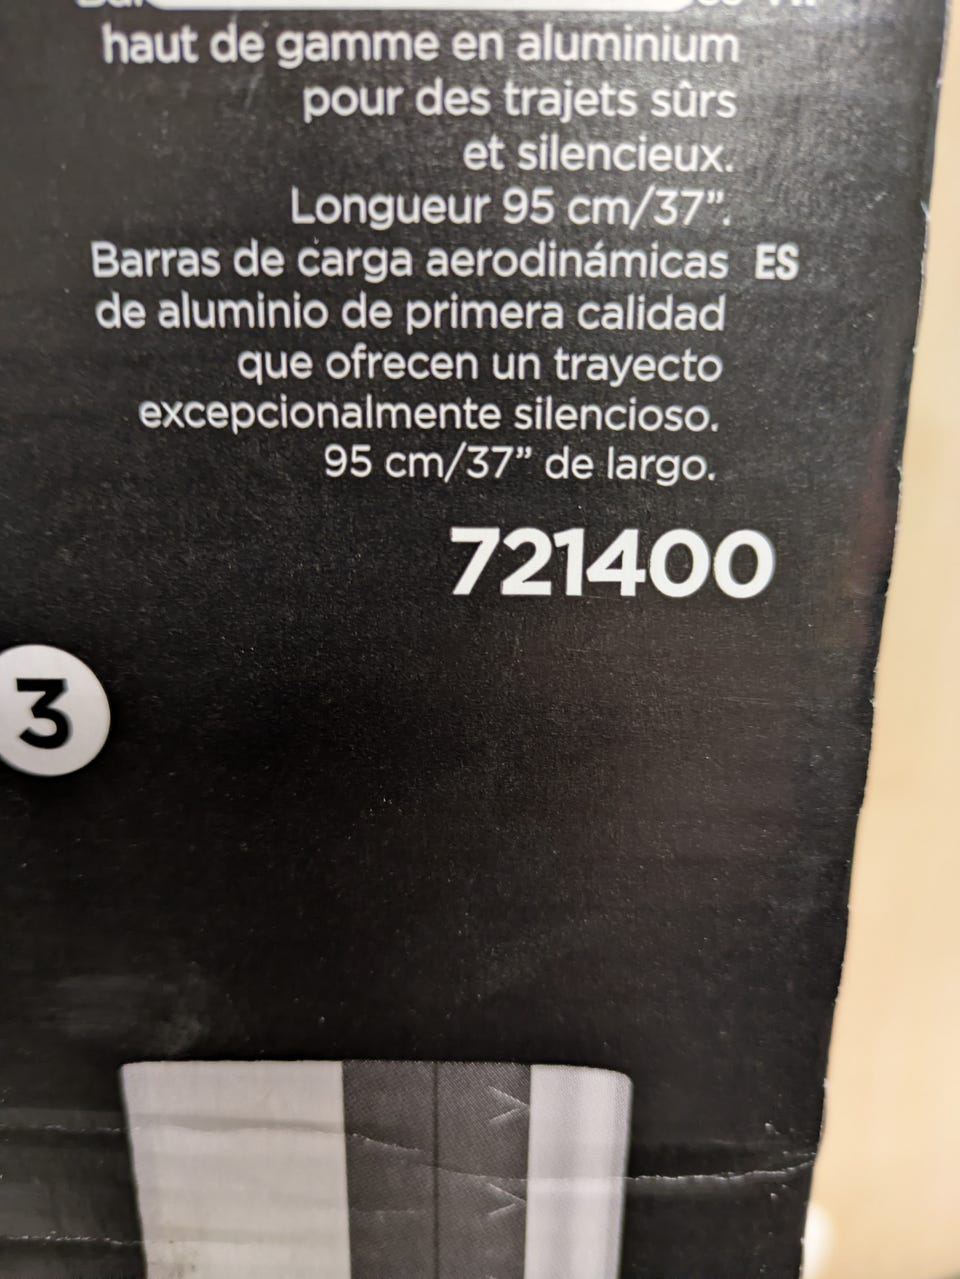 haut de gamme en aluminium
pour des trajets sûrs
et silencieux.
Longueur 95 cm/37”.
Barras de carga aerodinámicas ES
de aluminio de primera calidad
que ofrecen un trayecto
excepcionalmente silencioso.
95 cm/37” de largo.
721400
3